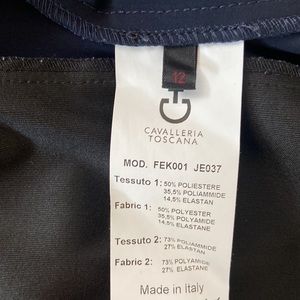 12
CAVALLERIA
TOSCANA
MOD. FEK001 JE037
Tessuto 1: 50% POLIESTERE
35,5% POLIAMMIDE
14,5% ELASTAN
Fabric 1: 50% POLYESTER
35,5% POLYAMIDE
14,5% ELASTANE
Tessuto 2: 73% POLIAMMIDE
27% ELASTAN
Fabric 2: 73% POLYAMIDE
27% ELASTANE
Made in Italy